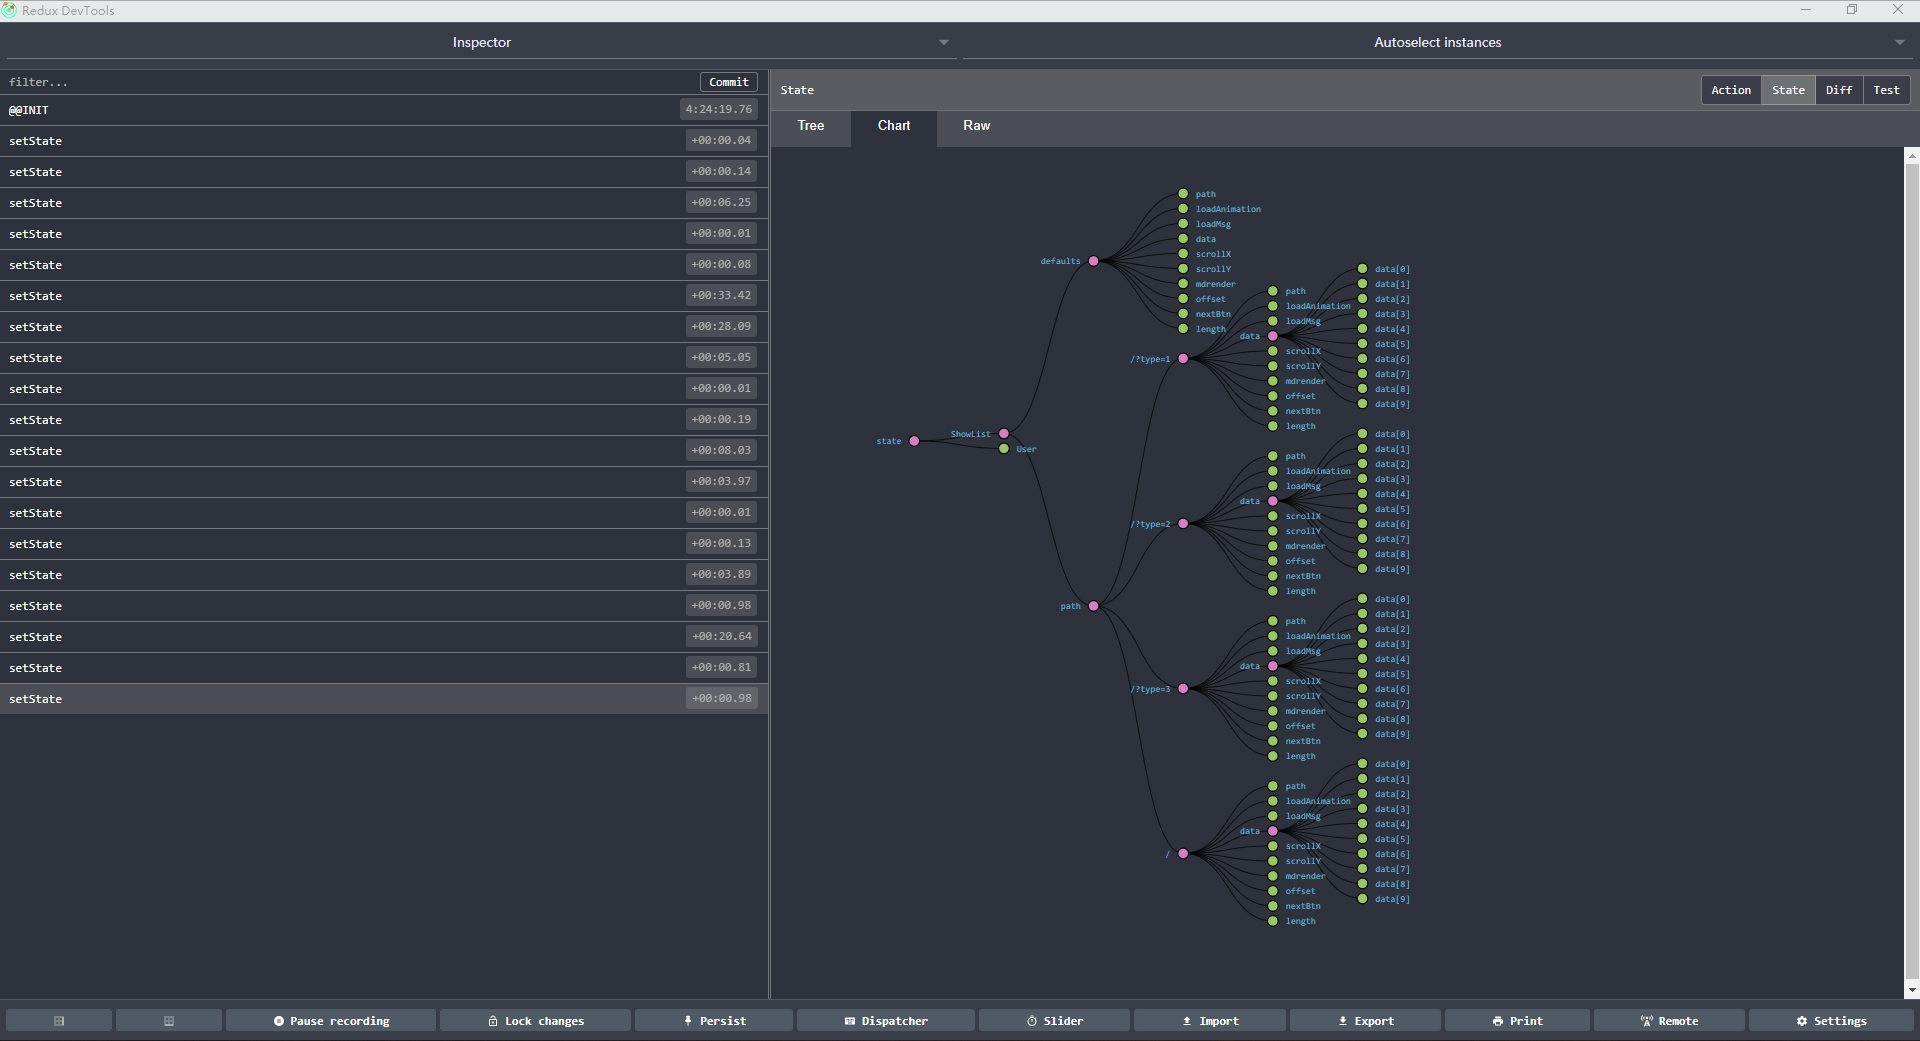 Redux DevTools
Inspector
Autoselect instances
filter...
Commit
@@INIT
4:24:19.76
setState
+00:00.04
setState
+00:00.14
setState
+00:06.25
setState
+00:00.01
setState
+00:00.08
setState
+00:33.42
setState
+00:28.09
setState
+00:05.05
setState
+00:00.01
setState
+00:00.19
setState
+00:08.03
setState
+00:03.97
setState
+00:00.01
setState
+00:00.13
setState
+00:03.89
setState
+00:00.98
setState
+00:20.64
setState
+00:00.81
setState
+00:00.98
State
Action
State
Diff
Test
Tree
Chart
Raw
state
ShowList
User
defaults
path
loadAnimation
loadMsg
data
scrollX
scrollY
mdrender
offset
nextBtn
length
path
/?type=1
path
loadAnimation
loadMsg
data
scrollX
scrollY
mdrender
offset
nextBtn
length
data[0]
data[1]
data[2]
data[3]
data[4]
data[5]
data[6]
data[7]
data[8]
data[9]
/?type=2
path
loadAnimation
loadMsg
data
scrollX
scrollY
mdrender
offset
nextBtn
length
data[0]
data[1]
data[2]
data[3]
data[4]
data[5]
data[6]
data[7]
data[8]
data[9]
/?type=3
path
loadAnimation
loadMsg
data
scrollX
scrollY
mdrender
offset
nextBtn
length
data[0]
data[1]
data[2]
data[3]
data[4]
data[5]
data[6]
data[7]
data[8]
data[9]
/
path
loadAnimation
loadMsg
data
scrollX
scrollY
mdrender
offset
nextBtn
length
data[0]
data[1]
data[2]
data[3]
data[4]
data[5]
data[6]
data[7]
data[8]
data[9]
Pause recording
Lock changes
Persist
Dispatcher
Slider
Import
Export
Print
Remote
Settings